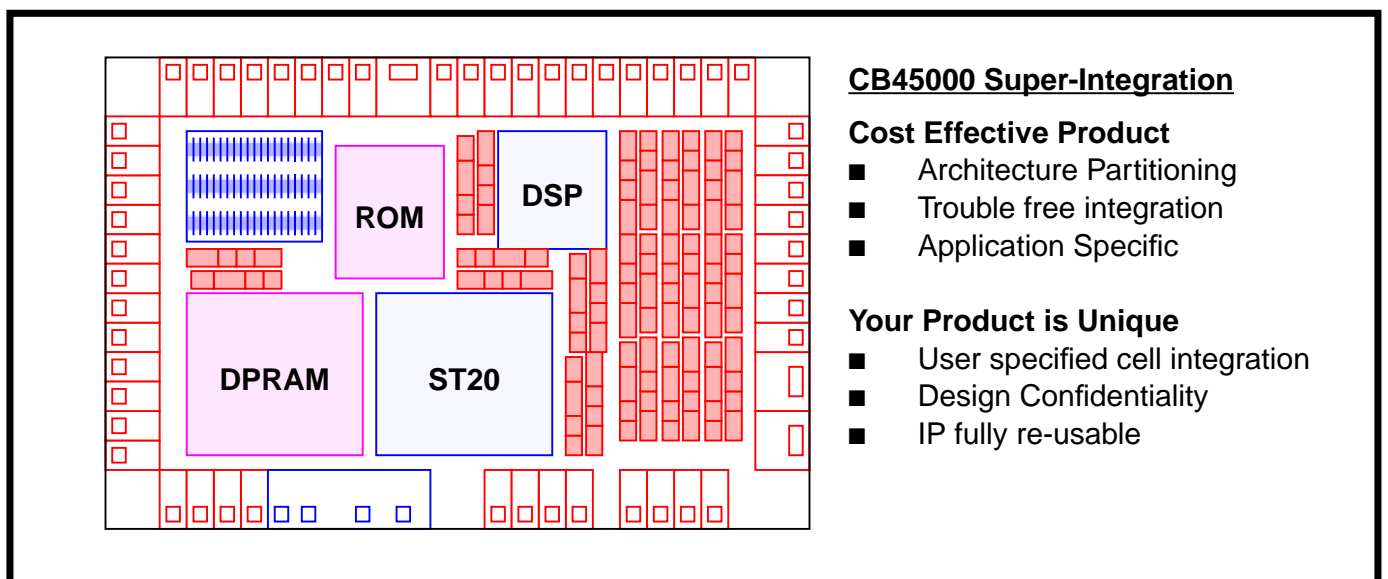 CB45000 Super-Integration
Cost Effective Product
■ Architecture Partitioning
■ Trouble free integration
■ Application Specific
Your Product is Unique
■ User specified cell integration
■ Design Confidentiality
■ IP fully re-usable
ROM
DSP
DPRAM
ST20